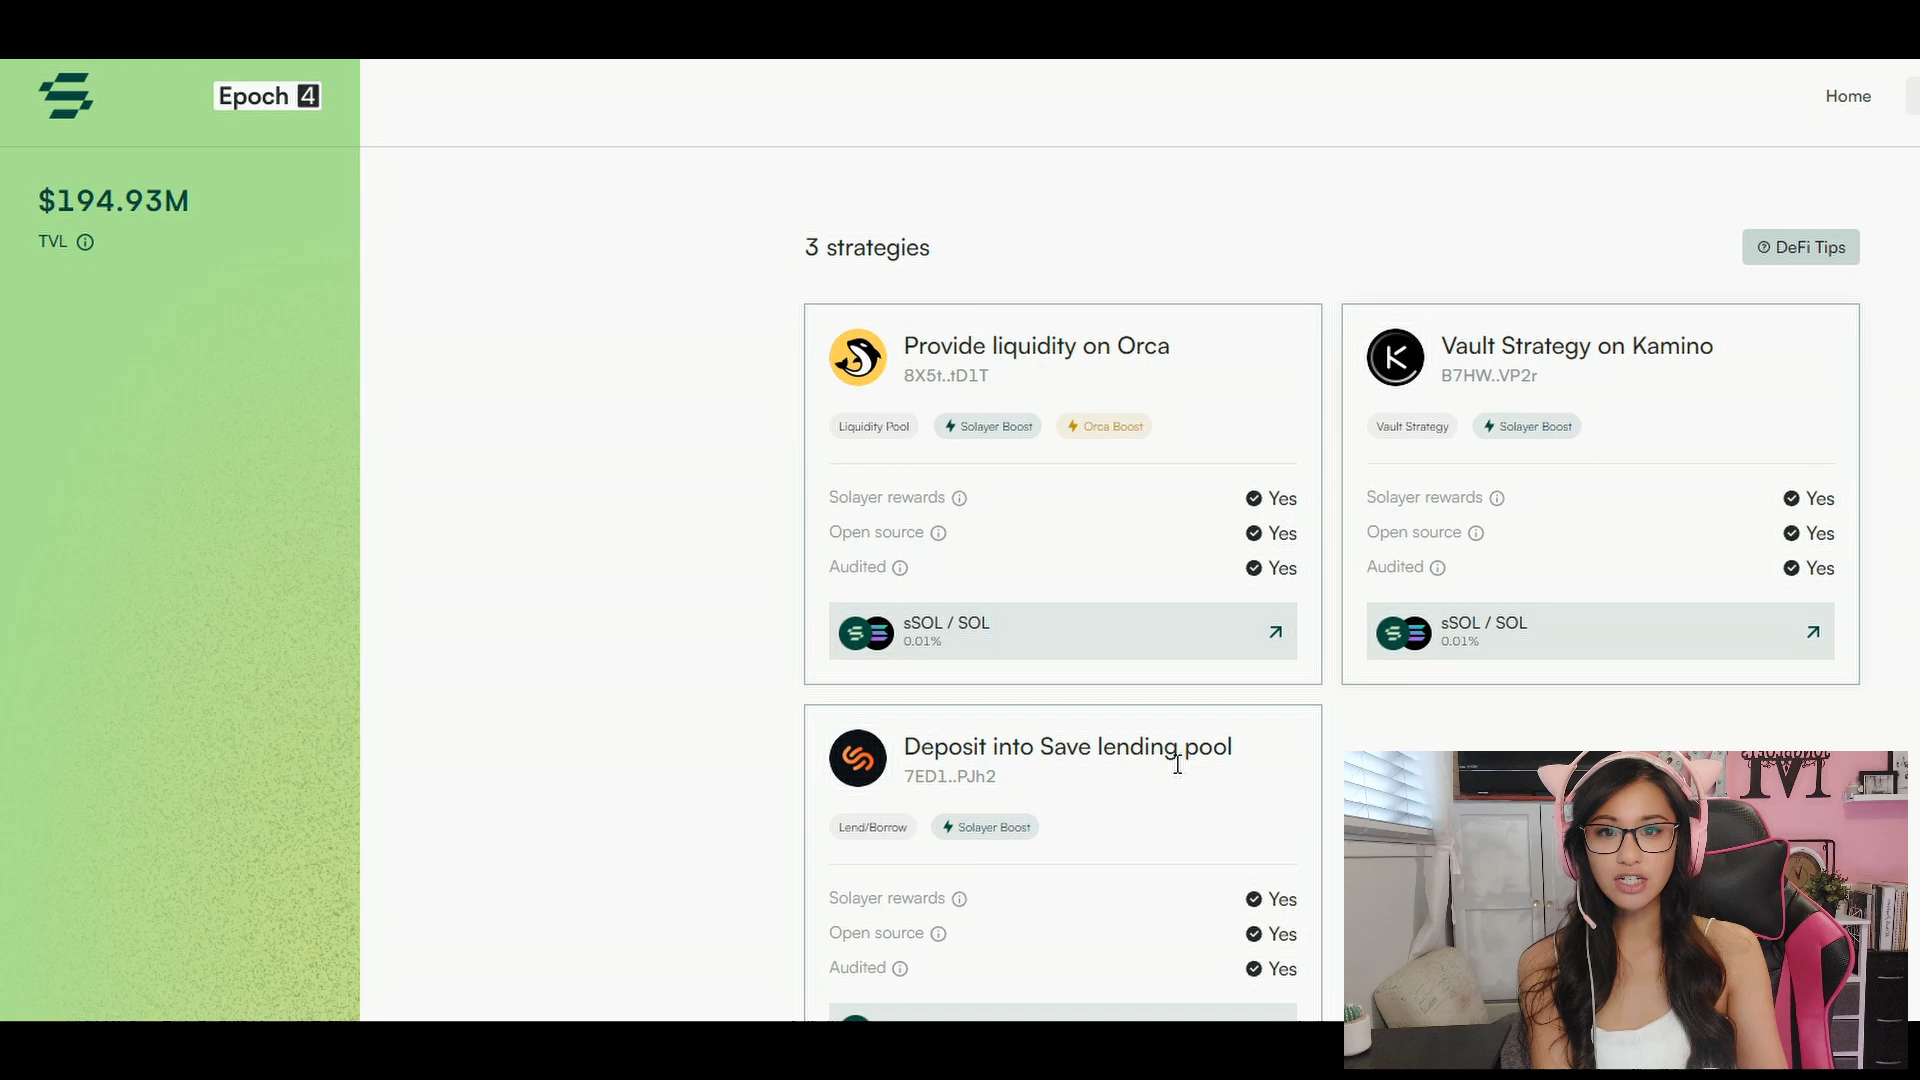 Epoch 4
Home
$194.93M
TVL
3 strategies
DeFi Tips
Provide liquidity on Orca
8X5t..tD1T
Liquidity Pool
Solayer Boost
Orca Boost
Solayer rewards
Yes
Open source
Yes
Audited
Yes
sSOL / SOL
0.01%
Vault Strategy on Kamino
B7HW..VP2r
Vault Strategy
Solayer Boost
Solayer rewards
Yes
Open source
Yes
Audited
Yes
sSOL / SOL
0.01%
Deposit into Save lending pool
7ED1..PJh2
Lend/Borrow
Solayer Boost
Solayer rewards
Yes
Open source
Yes
Audited
Yes
M